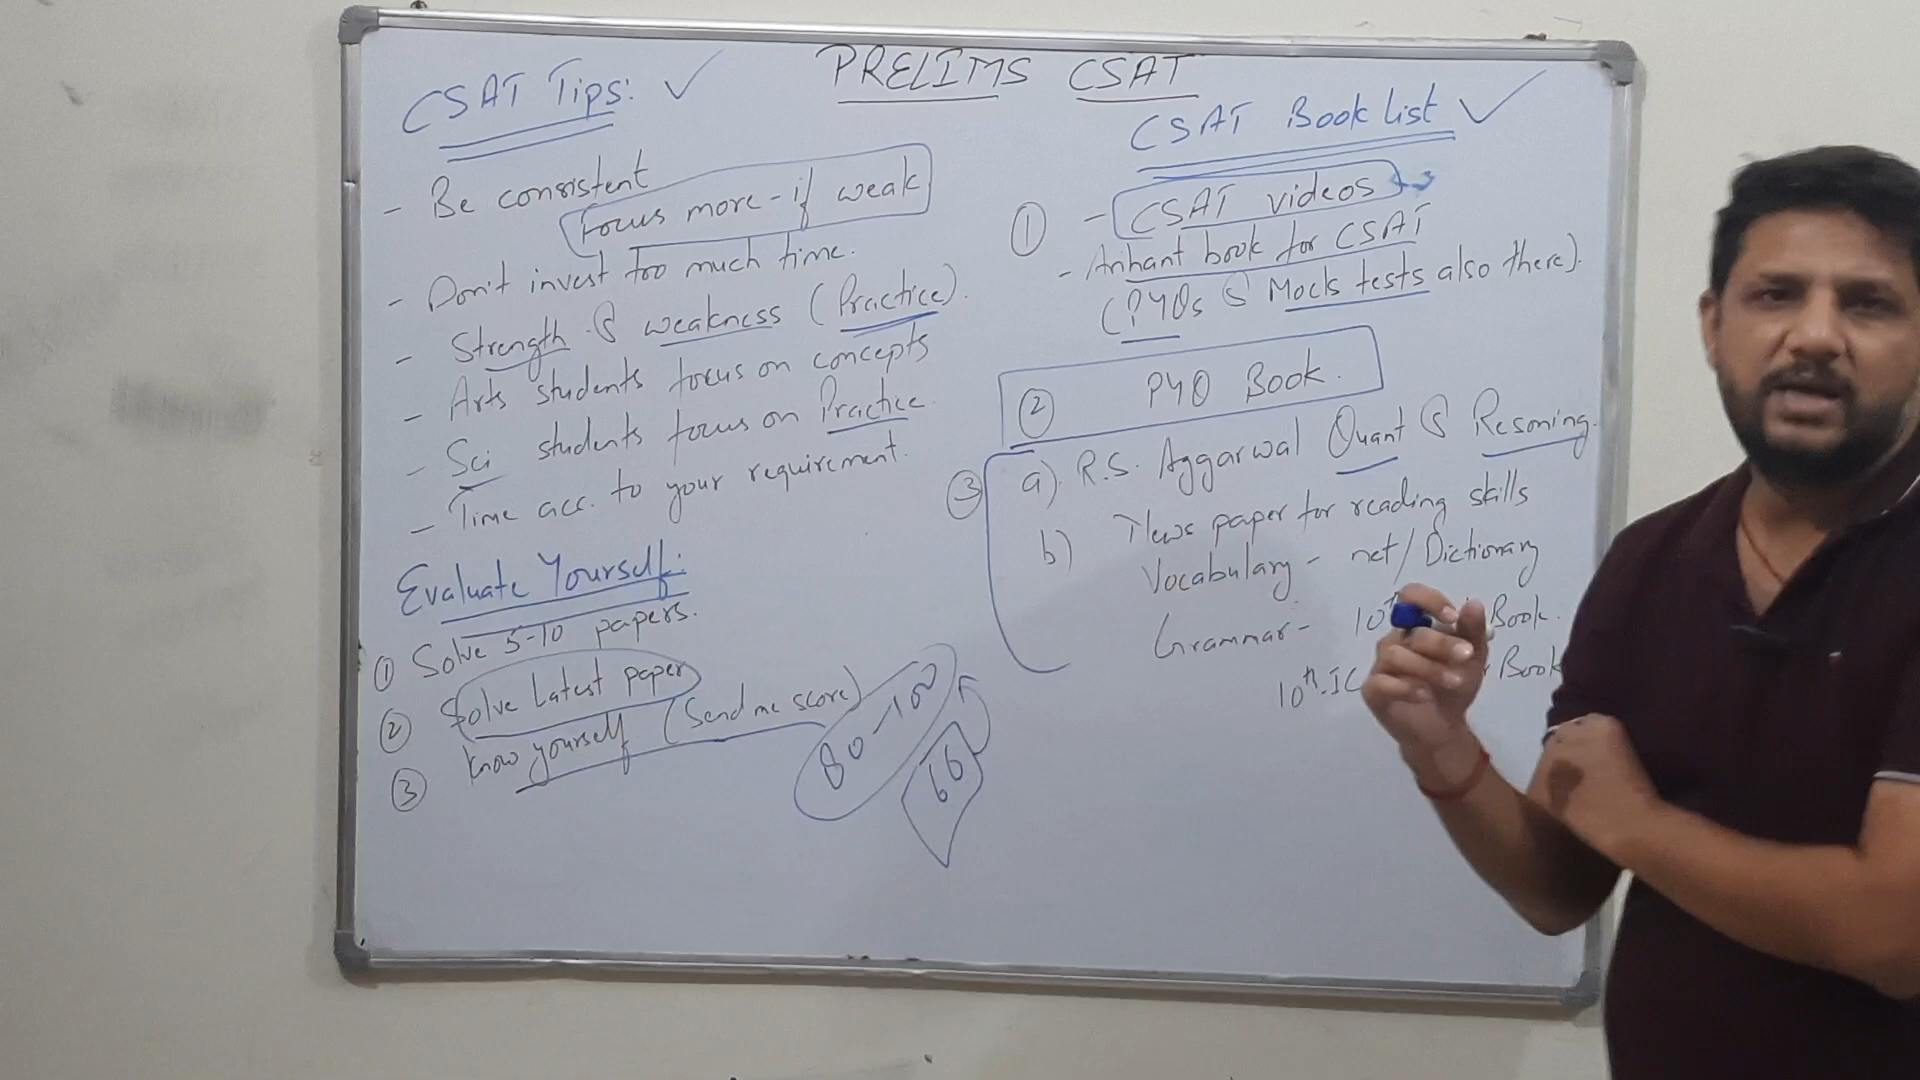 PRELIMS CSAT
CSAT Tips: ✓
- Be consistent
Focus more - if weak
- Don't invest too much time.
- Strength & weakness (Practice).
- Arts students focus on concepts
- Sci students focus on Practice.
- Time acc. to your requirement.
Evaluate Yourself:
① Solve 5-10 papers.
② Solve Latest paper
③ Know yourself (Send me score)
80-100
66
CSAT Book list ✓
① - CSAT videos
- Arihant book for CSAT
(PYQs & Mock tests also there).
② PYQ Book.
③ a) R.S. Aggarwal Quant & Resoning.
b) News paper for reading skills
Vocabulary - net/Dictionary
Grammar - 10th Book.
10th IC Book